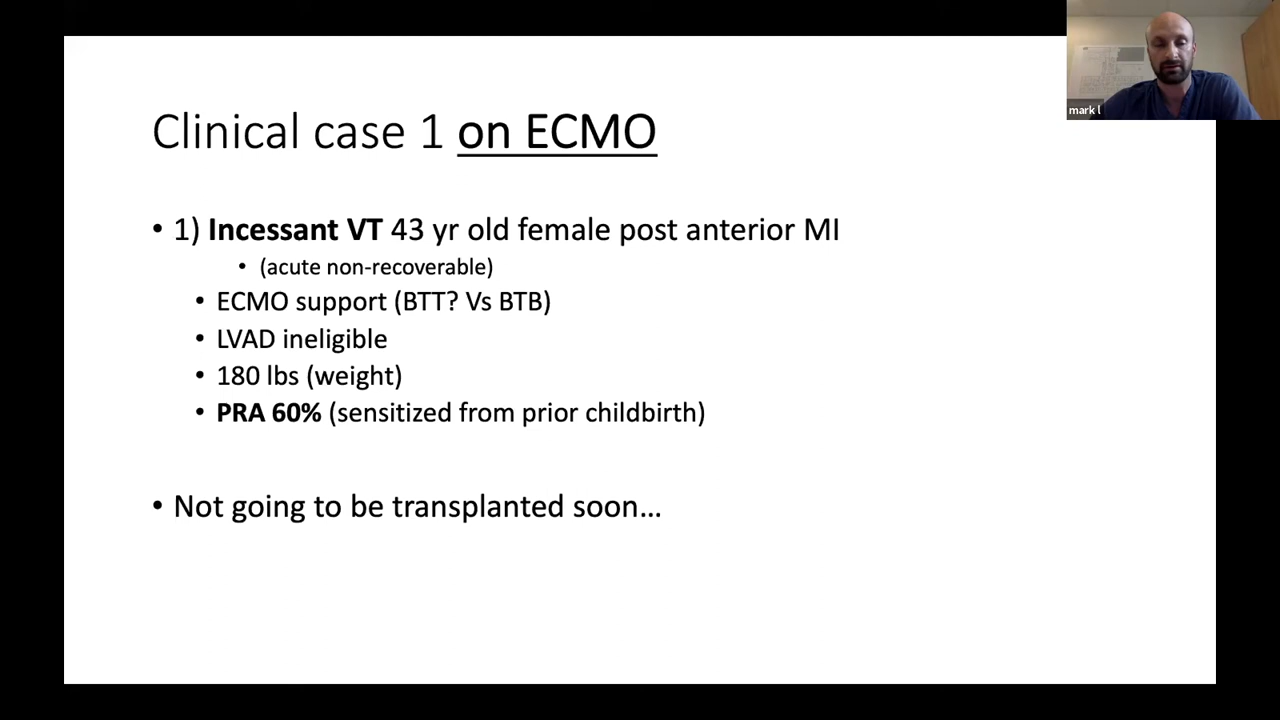 mark l
Clinical case 1 on ECMO
• 1) Incessant VT 43 yr old female post anterior MI
• (acute non-recoverable)
• ECMO support (BTT? Vs BTB)
• LVAD ineligible
• 180 lbs (weight)
• PRA 60% (sensitized from prior childbirth)
• Not going to be transplanted soon...